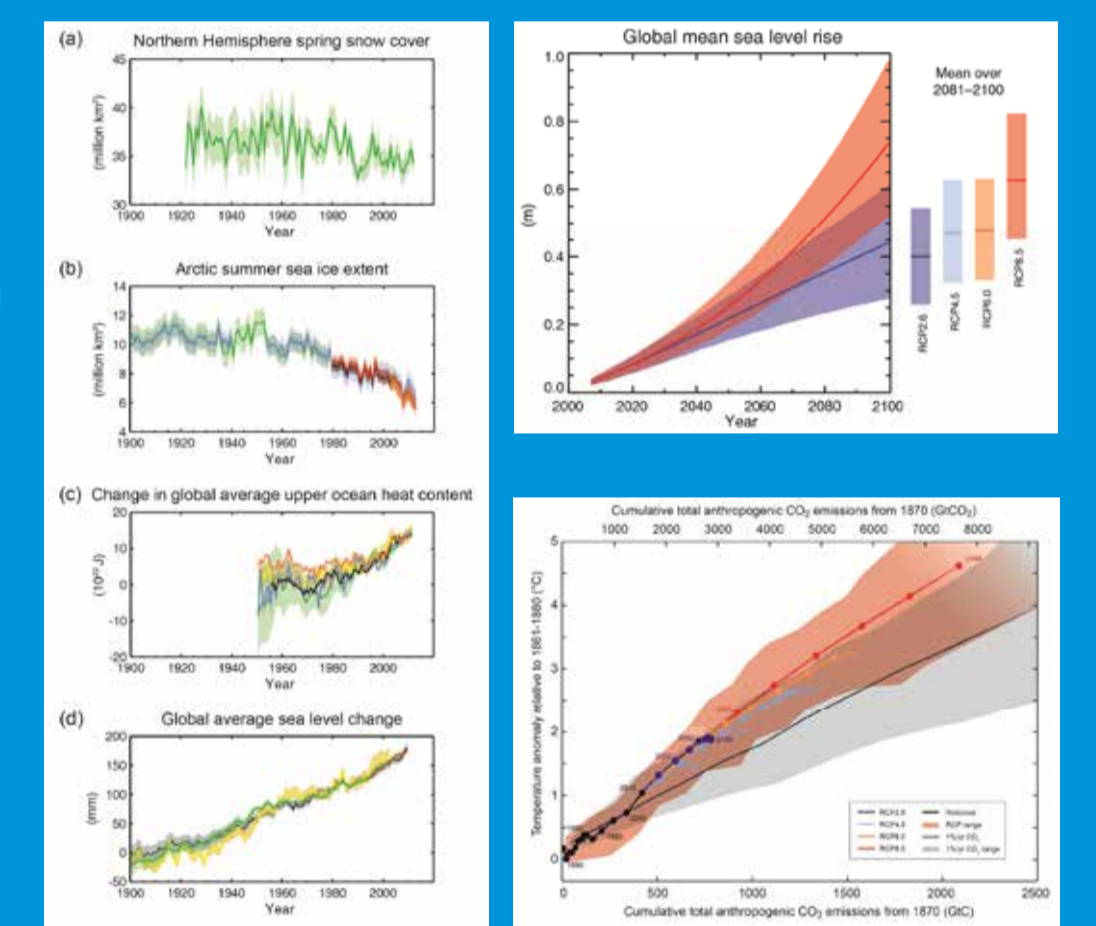 (a) Northern Hemisphere spring snow cover
45
40
35
30
(million km²)
1900 1920 1940 1960 1980 2000
Year
(b) Arctic summer sea ice extent
14
12
10
8
6
4
(million km²)
1900 1920 1940 1960 1980 2000
Year
(c) Change in global average upper ocean heat content
20
10
0
-10
-20
(10²² J)
1900 1920 1940 1960 1980 2000
Year
(d) Global average sea level change
200
150
100
50
0
-50
(mm)
1900 1920 1940 1960 1980 2000
Year
Global mean sea level rise
1.0
0.8
0.6
0.4
0.2
0.0
(m)
2000 2020 2040 2060 2080 2100
Year
Mean over
2081–2100
RCP2.6
RCP4.5
RCP6.0
RCP8.5
Cumulative total anthropogenic CO₂ emissions from 1870 (GtCO₂)
1000 2000 3000 4000 5000 6000 7000 8000
5
4
3
2
1
0
Temperature anomaly relative to 1861-1880 (°C)
RCP2.6
RCP4.5
RCP6.0
RCP8.5
Historical
RCP range
1%/yr CO₂
1%/yr CO₂ range
0 500 1000 1500 2000 2500
Cumulative total anthropogenic CO₂ emissions from 1870 (GtC)